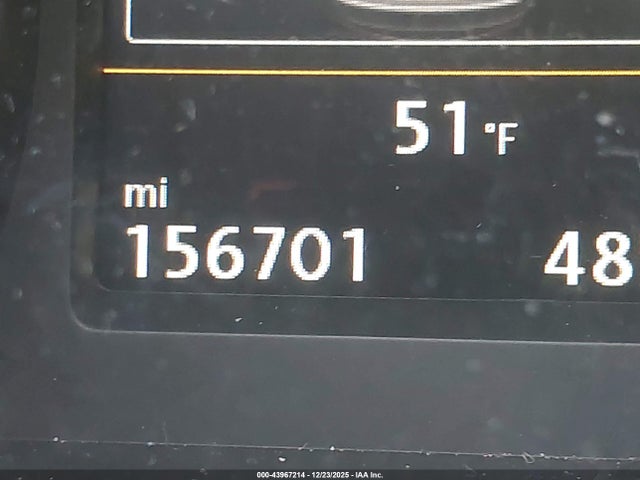 51 °F
mi
156701 48
000-43967214 - 12/23/2025 - IAA Inc.